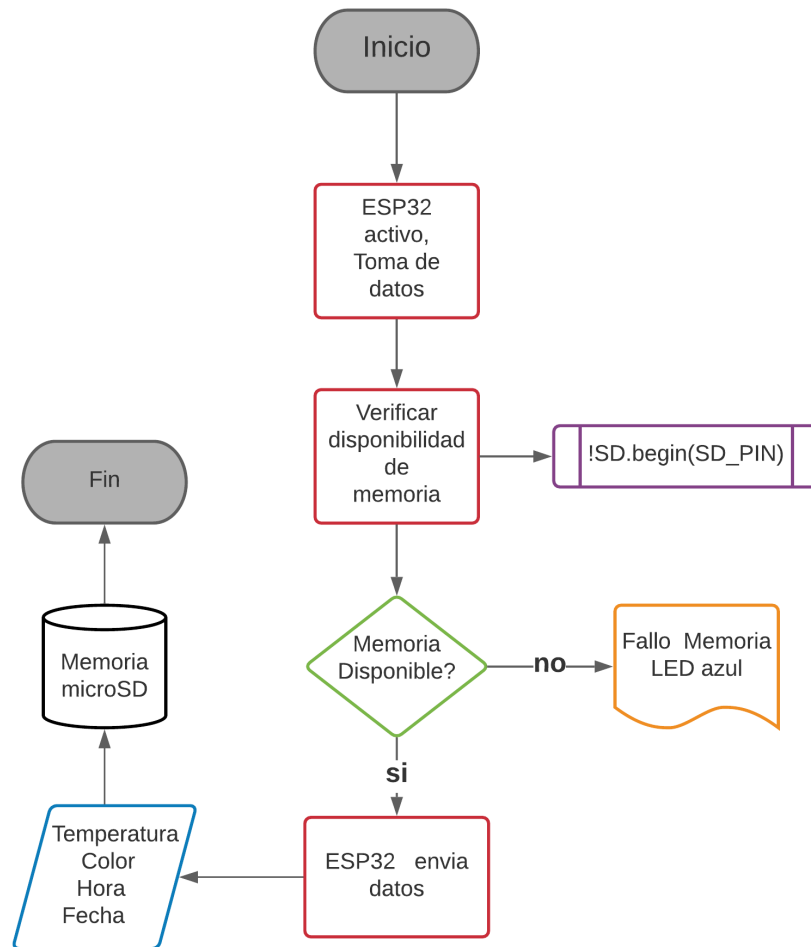 Inicio
ESP32
activo,
Toma de
datos
Verificar
disponibilidad
de
memoria
!SD.begin(SD_PIN)
Fin
Memoria
Disponible?
no
Fallo Memoria
LED azul
Memoria
microSD
si
ESP32 envia
datos
Temperatura
Color
Hora
Fecha